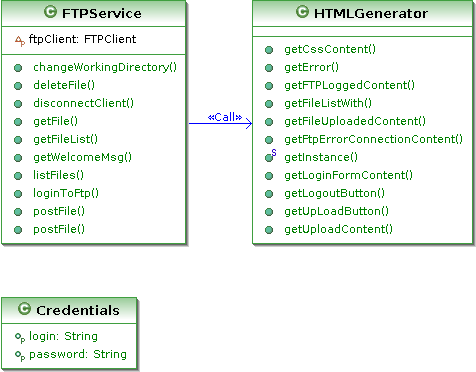 FTPService
ftpClient: FTPClient
changeWorkingDirectory()
deleteFile()
disconnectClient()
getFile()
getFileList()
getWelcomeMsg()
listFiles()
loginToFtp()
postFile()
postFile()
«Call»
HTMLGenerator
getCssContent()
getError()
getFTPLoggedContent()
getFileListWith()
getFileUploadedContent()
getFtpErrorConnectionContent()
getInstance()
getLoginFormContent()
getLogoutButton()
getUpLoadButton()
getUploadContent()
Credentials
login: String
password: String